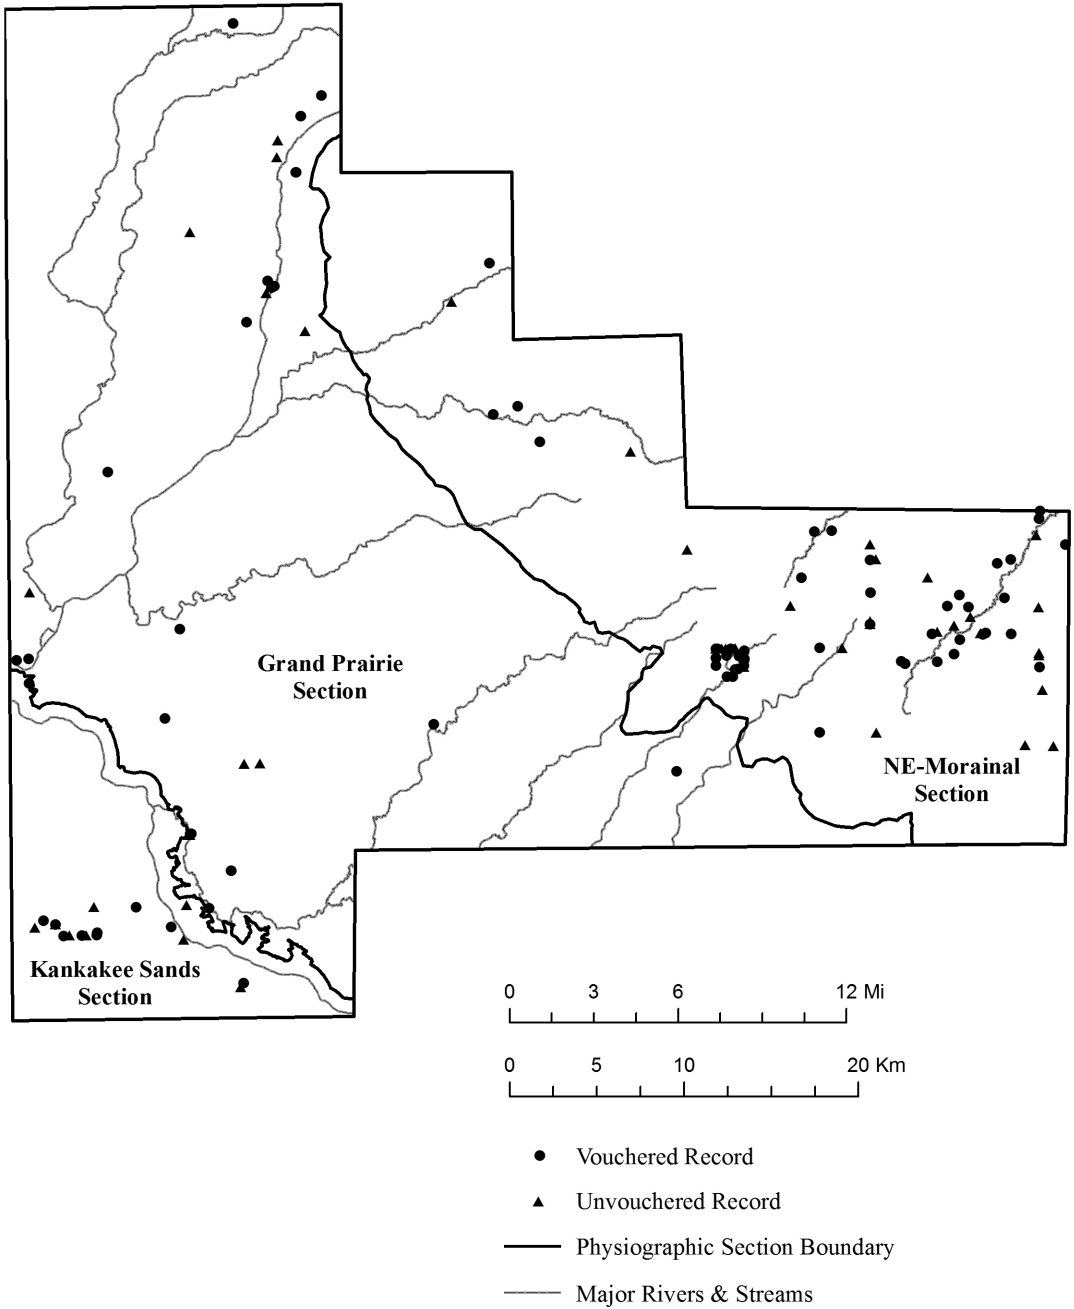 Grand Prairie
Section
NE-Morainal
Section
Kankakee Sands
Section
0 3 6 12 Mi
0 5 10 20 Km
Vouchered Record
Unvouchered Record
Physiographic Section Boundary
Major Rivers & Streams